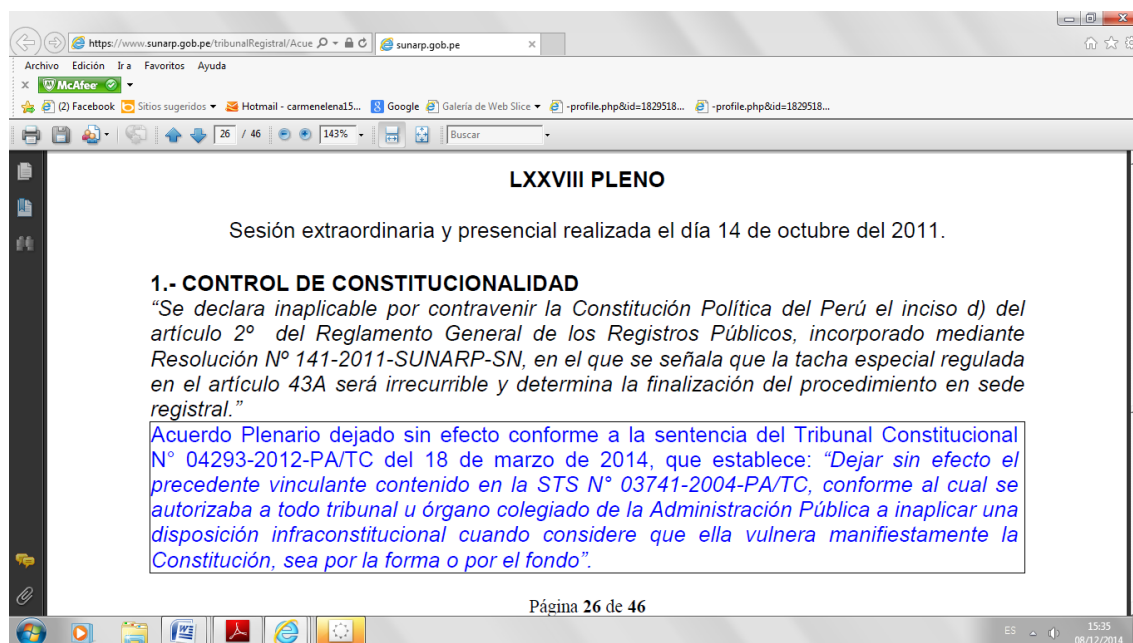 https://www.sunarp.gob.pe/tribunalRegistral/Acue
sunarp.gob.pe
Archivo Edición Ir a Favoritos Ayuda
McAfee
(2) Facebook Sitios sugeridos Hotmail - carmenelena15... Google Galería de Web Slice -profile.php&id=1829518... -profile.php&id=1829518...
26 / 46 143% Buscar
LXXVIII PLENO
Sesión extraordinaria y presencial realizada el día 14 de octubre del 2011.
1.- CONTROL DE CONSTITUCIONALIDAD
“Se declara inaplicable por contravenir la Constitución Política del Perú el inciso d) del
artículo 2º del Reglamento General de los Registros Públicos, incorporado mediante
Resolución Nº 141-2011-SUNARP-SN, en el que se señala que la tacha especial regulada
en el artículo 43A será irrecurrible y determina la finalización del procedimiento en sede
registral.”
Acuerdo Plenario dejado sin efecto conforme a la sentencia del Tribunal Constitucional
N° 04293-2012-PA/TC del 18 de marzo de 2014, que establece: “Dejar sin efecto el
precedente vinculante contenido en la STS N° 03741-2004-PA/TC, conforme al cual se
autorizaba a todo tribunal u órgano colegiado de la Administración Pública a inaplicar una
disposición infraconstitucional cuando considere que ella vulnera manifiestamente la
Constitución, sea por la forma o por el fondo”.
Página 26 de 46
ES 15:35
08/12/2014